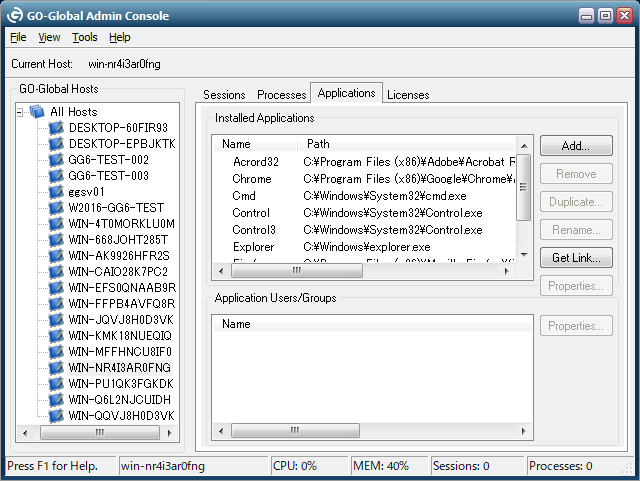 GO-Global Admin Console
File View Tools Help
Current Host: win-nr4i3ar0fng
GO-Global Hosts
All Hosts
DESKTOP-60FIR93
DESKTOP-EPBJKTK
GG6-TEST-002
GG6-TEST-003
ggsv01
W2016-GG6-TEST
WIN-4T0MORKLU0M
WIN-668JOHT285T
WIN-AK9926HFR2S
WIN-CAIO28K7PC2
WIN-EFS0QNAAB9R
WIN-FFPB4AVFQ8R
WIN-JQVJ8H0D3VK
WIN-KMK18NUEQIQ
WIN-MFFHNCU8IF0
WIN-NR4I3AR0FNG
WIN-PU1QK3FGKDK
WIN-Q6L2NJCUIDH
WIN-QQVJ8H0D3VK
Sessions Processes Applications Licenses
Installed Applications
Name Path
Acrord32 C:¥Program Files (x86)¥Adobe¥Acrobat R
Chrome C:¥Program Files (x86)¥Google¥Chrome¥
Cmd C:¥Windows¥System32¥cmd.exe
Control C:¥Windows¥System32¥Control.exe
Control3 C:¥Windows¥System32¥Control.exe
Explorer C:¥Windows¥explorer.exe
Add...
Remove
Duplicate...
Rename...
Get Link...
Properties...
Application Users/Groups
Name
Properties...
Press F1 for Help. win-nr4i3ar0fng CPU: 0% MEM: 40% Sessions: 0 Processes: 0